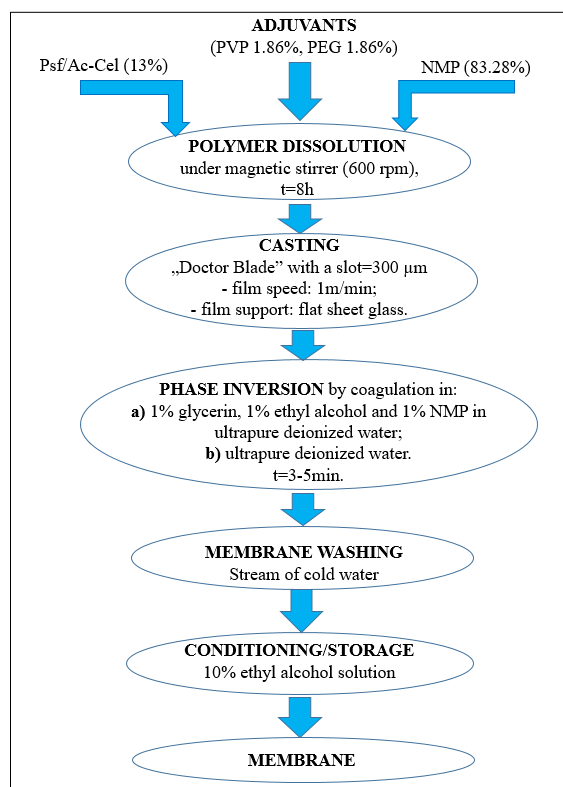 ADJUVANTS
(PVP 1.86%, PEG 1.86%)
Psf/Ac-Cel (13%)
NMP (83.28%)
POLYMER DISSOLUTION
under magnetic stirrer (600 rpm),
t=8h
CASTING
„Doctor Blade” with a slot=300 µm
- film speed: 1m/min;
- film support: flat sheet glass.
PHASE INVERSION by coagulation in:
a) 1% glycerin, 1% ethyl alcohol and 1% NMP in
ultrapure deionized water;
b) ultrapure deionized water.
t=3-5min.
MEMBRANE WASHING
Stream of cold water
CONDITIONING/STORAGE
10% ethyl alcohol solution
MEMBRANE